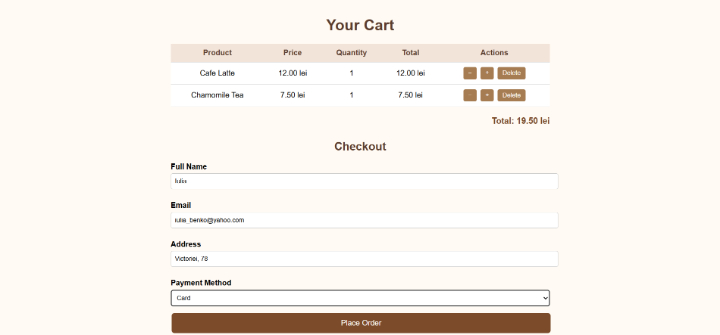 Your Cart
Product Price Quantity Total Actions
Cafe Latte 12.00 lei 1 12.00 lei - + Delete
Chamomile Tea 7.50 lei 1 7.50 lei - + Delete
Total: 19.50 lei
Checkout
Full Name
Iulia
Email
iulia_benko@yahoo.com
Address
Victoriei, 78
Payment Method
Card
Place Order